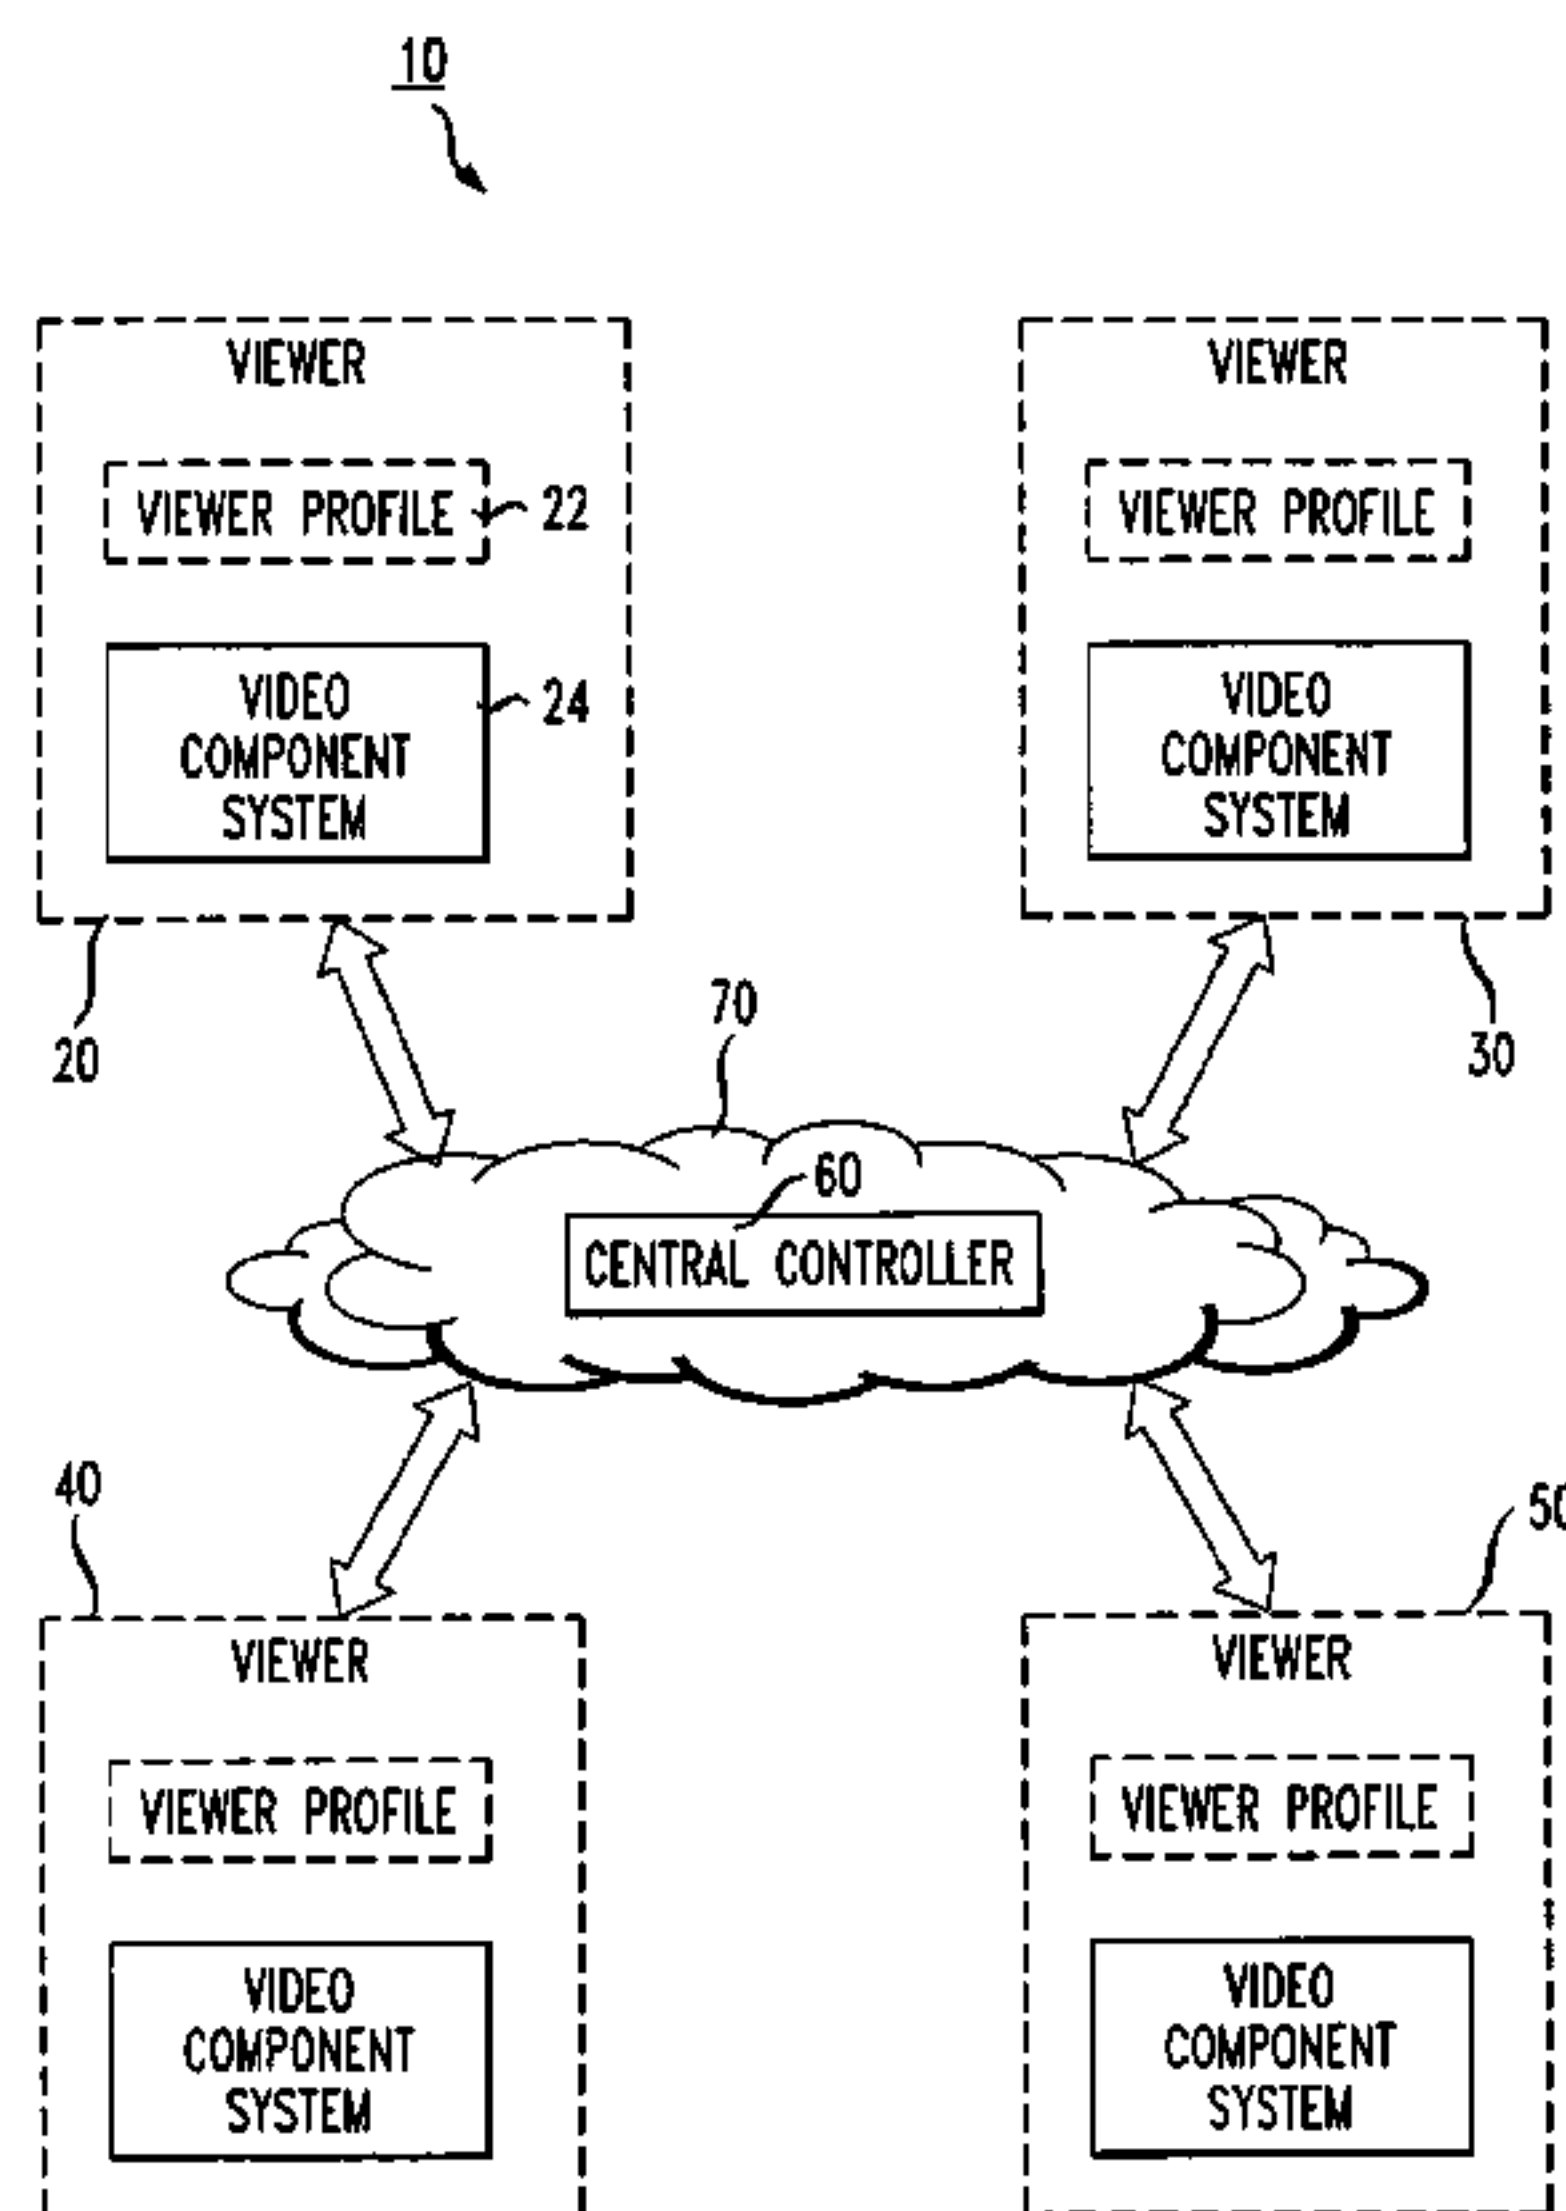 10
VIEWER
VIEWER PROFILE
22
VIDEO
COMPONENT
SYSTEM
24
20
VIEWER
VIEWER PROFILE
VIDEO
COMPONENT
SYSTEM
30
70
60
CENTRAL CONTROLLER
40
VIEWER
VIEWER PROFILE
VIDEO
COMPONENT
SYSTEM
50
VIEWER
VIEWER PROFILE
VIDEO
COMPONENT
SYSTEM